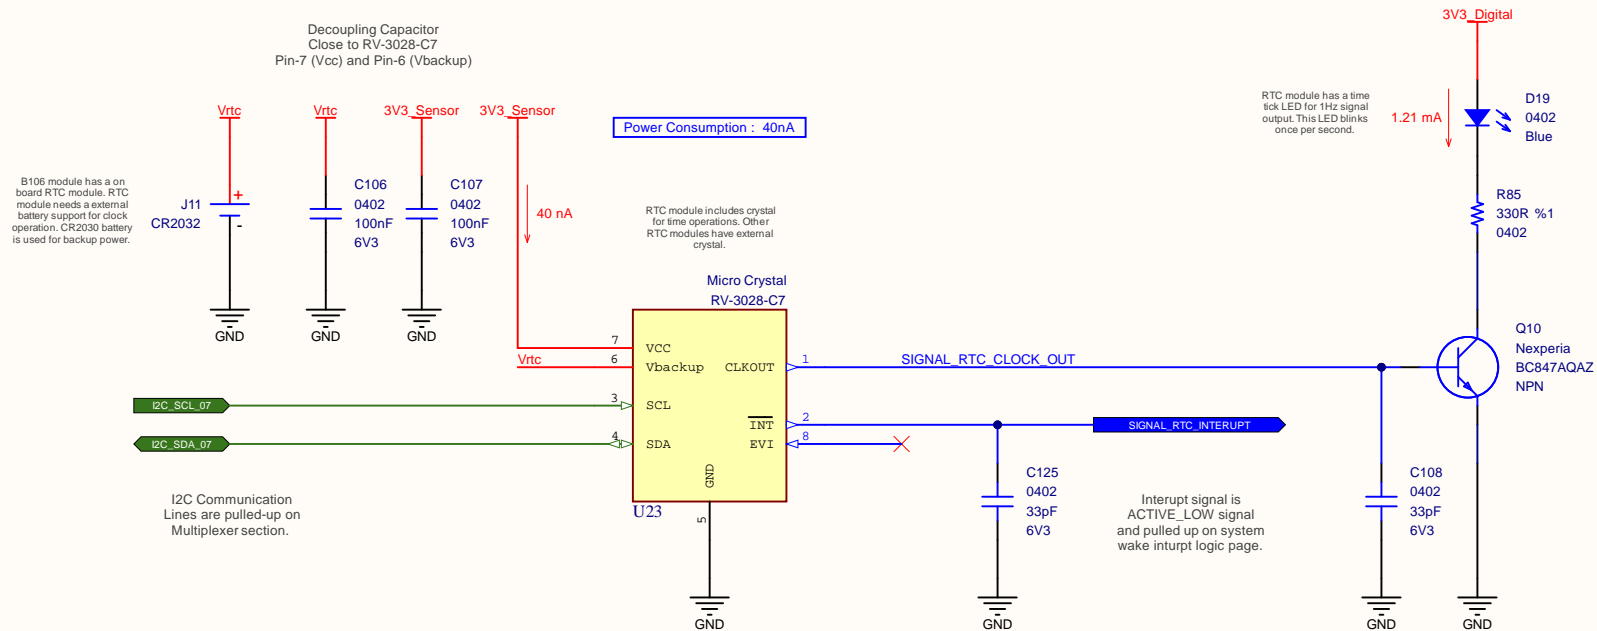 Decoupling Capacitor
Close to RV-3028-C7
Pin-7 (Vcc) and Pin-6 (Vbackup)
3V3_Digital
Vrtc
Vrtc
3V3_Sensor
3V3_Sensor
Power Consumption :  40nA
RTC module has a time
tick LED for 1Hz signal
output. This LED blinks
once per second.
1.21 mA
D19
0402
Blue
B106 module has a on
board RTC module. RTC
module needs a external
battery support for clock
operation. CR2030 battery
is used for backup power.
J11
CR2032
+
-
C106
0402
100nF
6V3
C107
0402
100nF
6V3
40 nA
RTC module includes crystal
for time operations. Other
RTC modules have external
crystal.
R85
330R %1
0402
GND
GND
GND
Micro Crystal
RV-3028-C7
7
VCC
Vrtc
6
Vbackup
CLKOUT
1
SIGNAL_RTC_CLOCK_OUT
Q10
Nexperia
BC847AQAZ
NPN
I2C_SCL_07
3
SCL
INT
2
SIGNAL_RTC_INTERUPT
I2C_SDA_07
4
SDA
EVI
8
GND
5
U23
I2C Communication
Lines are pulled-up on
Multiplexer section.
C125
0402
33pF
6V3
Interupt signal is
ACTIVE_LOW signal
and pulled up on system
wake inturpt logic page.
C108
0402
33pF
6V3
GND
GND
GND
GND